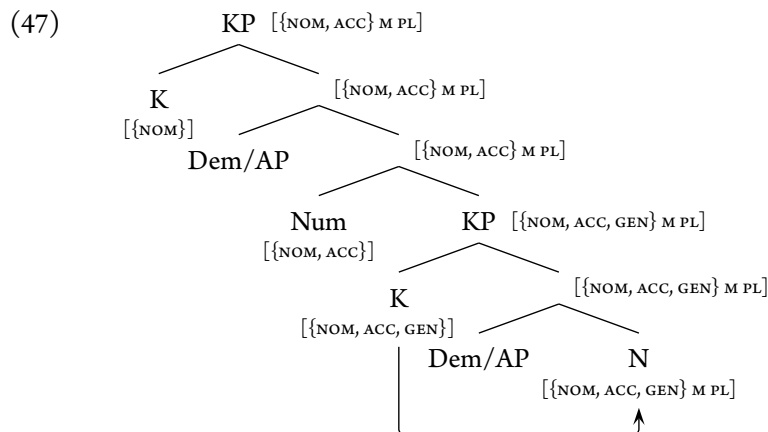 (47)
KP [{NOM, ACC} M PL]
K
[{NOM}]
[{NOM, ACC} M PL]
Dem/AP
[{NOM, ACC} M PL]
Num
[{NOM, ACC}]
KP [{NOM, ACC, GEN} M PL]
K
[{NOM, ACC, GEN}]
[{NOM, ACC, GEN} M PL]
Dem/AP
N
[{NOM, ACC, GEN} M PL]